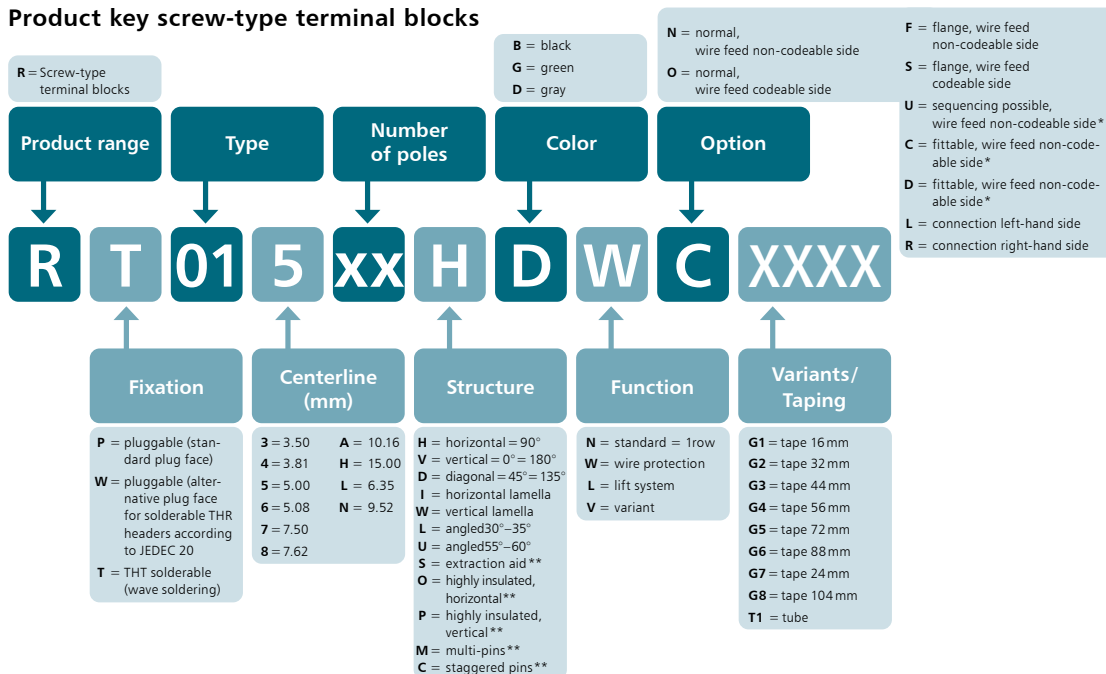 Product key screw-type terminal blocks
R = Screw-type
terminal blocks
B = black
G = green
D = gray
N = normal,
wire feed non-codeable side
O = normal,
wire feed codeable side
F = flange, wire feed
non-codeable side
S = flange, wire feed
codeable side
U = sequencing possible,
wire feed non-codeable side*
C = fittable, wire feed non-code-
able side*
D = fittable, wire feed non-code-
able side*
L = connection left-hand side
R = connection right-hand side
Product range
Type
Number
of poles
Color
Option
R T 01 5 xx H D W C XXXX
Fixation
Centerline
(mm)
Structure
Function
Variants/
Taping
P = pluggable (stan-
dard plug face)
W = pluggable (alter-
native plug face
for solderable THR
headers according
to JEDEC 20
T = THT solderable
(wave soldering)
3 = 3.50
4 = 3.81
5 = 5.00
6 = 5.08
7 = 7.50
8 = 7.62
A = 10.16
H = 15.00
L = 6.35
N = 9.52
H = horizontal = 90°
V = vertical = 0° = 180°
D = diagonal = 45° = 135°
I = horizontal lamella
W = vertical lamella
L = angled30°–35°
U = angled55°–60°
S = extraction aid**
O = highly insulated,
horizontal**
P = highly insulated,
vertical**
M = multi-pins**
C = staggered pins**
N = standard = 1row
W = wire protection
L = lift system
V = variant
G1 = tape 16 mm
G2 = tape 32 mm
G3 = tape 44 mm
G4 = tape 56 mm
G5 = tape 72 mm
G6 = tape 88 mm
G7 = tape 24 mm
G8 = tape 104 mm
T1 = tube